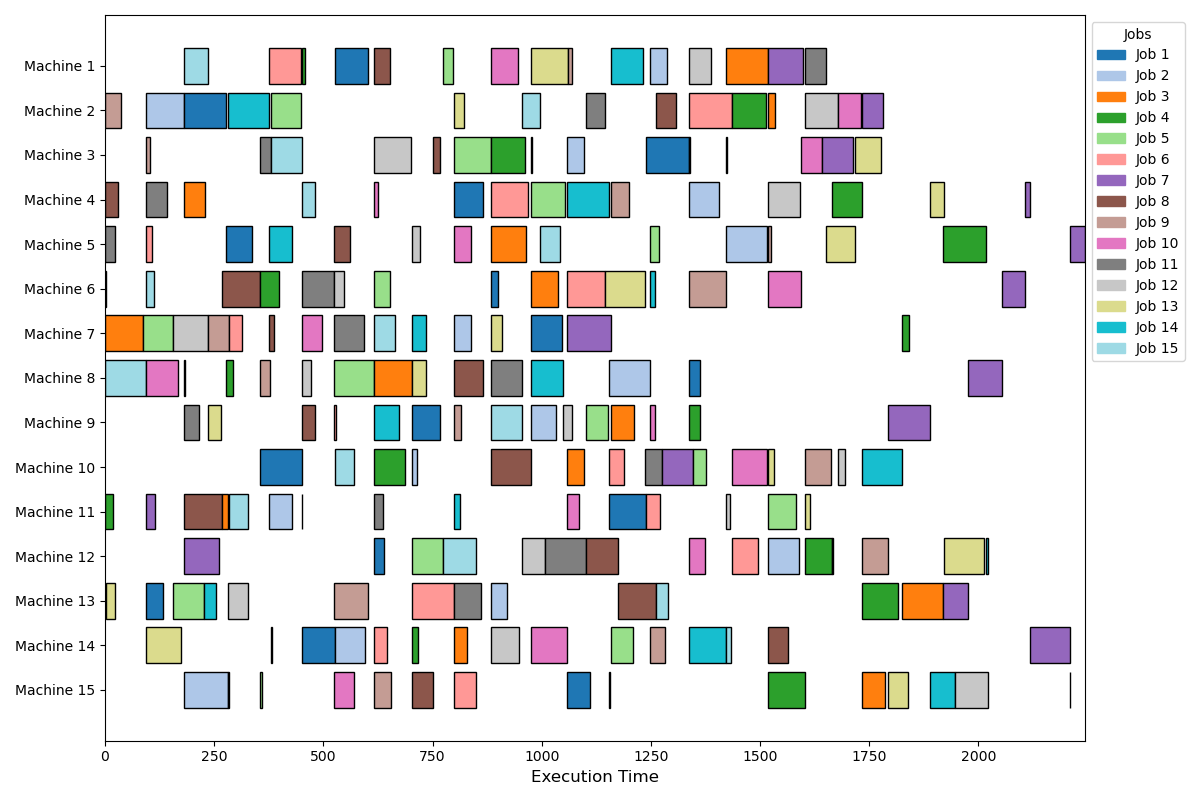 Machine 1
Machine 2
Machine 3
Machine 4
Machine 5
Machine 6
Machine 7
Machine 8
Machine 9
Machine 10
Machine 11
Machine 12
Machine 13
Machine 14
Machine 15
0 250 500 750 1000 1250 1500 1750 2000
Execution Time
Jobs
Job 1
Job 2
Job 3
Job 4
Job 5
Job 6
Job 7
Job 8
Job 9
Job 10
Job 11
Job 12
Job 13
Job 14
Job 15